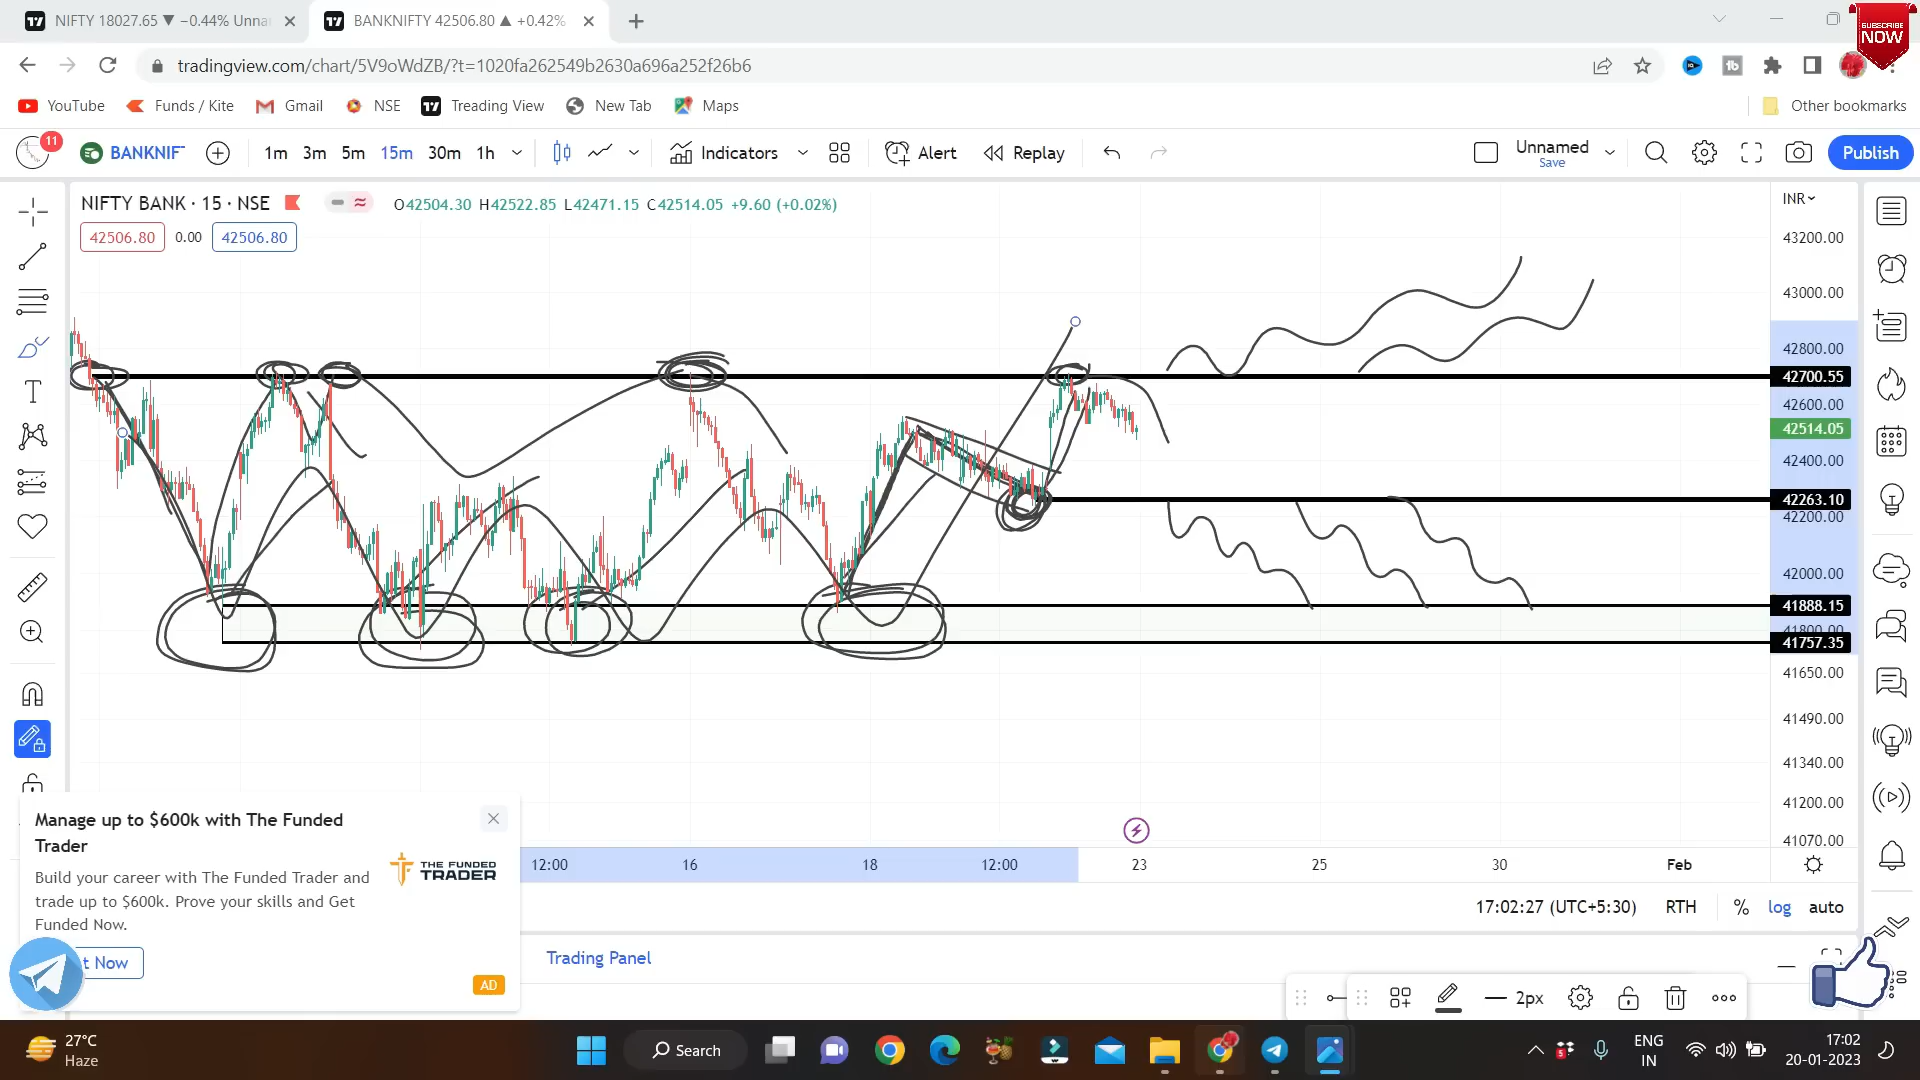 NIFTY 18027.65 ▼ −0.44% Unna
BANKNIFTY 42506.80 ▲ +0.42%
SUBSCRIBE
NOW
tradingview.com/chart/5V9oWdZB/?t=1020fa262549b2630a696a252f26b6
YouTube
Funds / Kite
Gmail
NSE
Treading View
New Tab
Maps
Other bookmarks
11
BANKNIF
1m 3m 5m 15m 30m 1h
Indicators
Alert
Replay
Unnamed
Save
Publish
NIFTY BANK · 15 · NSE
O42504.30 H42522.85 L42471.15 C42514.05 +9.60 (+0.02%)
INR
42506.80
0.00
42506.80
43200.00
43000.00
42800.00
42700.55
42600.00
42514.05
42400.00
42263.10
42200.00
42000.00
41888.15
41800.00
41757.35
41650.00
41490.00
41340.00
41200.00
41070.00
12:00
16
18
12:00
23
25
30
Feb
Manage up to $600k with The Funded
Trader
Build your career with The Funded Trader and
trade up to $600k. Prove your skills and Get
Funded Now.
THE FUNDED
TRADER
t Now
AD
17:02:27 (UTC+5:30)
RTH
%
log
auto
Trading Panel
2px
27°C
Haze
Search
ENG
IN
17:02
20-01-2023